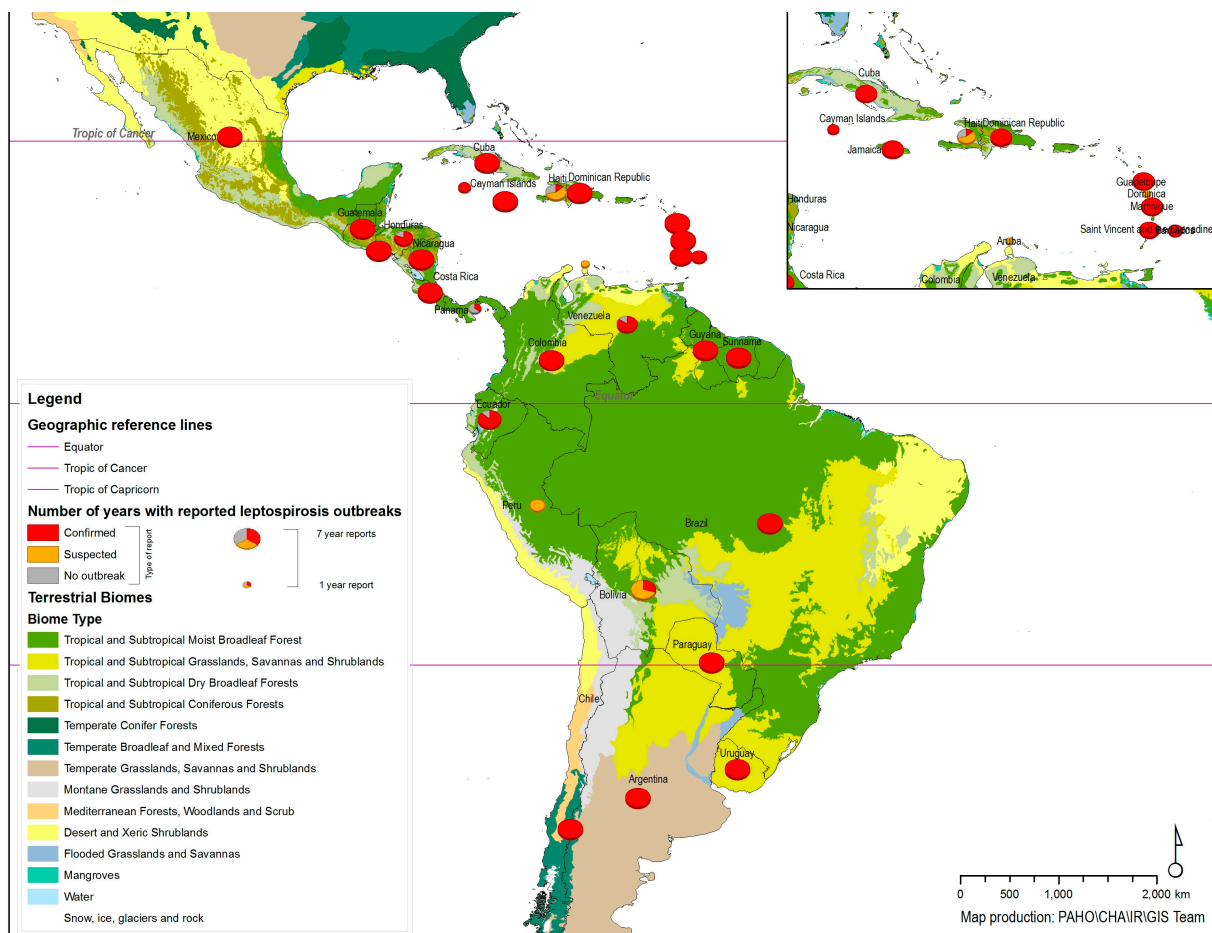 Tropic of Cancer
Mexico
Cuba
Cayman Islands
Haiti
Dominican Republic
Guatemala
Honduras
Nicaragua
Costa Rica
Panama
Venezuela
Colombia
Guyana
Suriname
Equator
Ecuador
Peru
Brazil
Bolivia
Paraguay
Chile
Uruguay
Argentina
Cuba
Cayman Islands
Haiti
Dominican Republic
Jamaica
Guadeloupe
Dominica
Martinique
Saint Vincent and the Grenadines
Barbados
Honduras
Nicaragua
Aruba
Costa Rica
Colombia
Venezuela
Legend
Geographic reference lines
Equator
Tropic of Cancer
Tropic of Capricorn
Number of years with reported leptospirosis outbreaks
Confirmed
Suspected
No outbreak
Type of report
7 year reports
1 year report
Terrestrial Biomes
Biome Type
Tropical and Subtropical Moist Broadleaf Forest
Tropical and Subtropical Grasslands, Savannas and Shrublands
Tropical and Subtropical Dry Broadleaf Forests
Tropical and Subtropical Coniferous Forests
Temperate Conifer Forests
Temperate Broadleaf and Mixed Forests
Temperate Grasslands, Savannas and Shrublands
Montane Grasslands and Shrublands
Mediterranean Forests, Woodlands and Scrub
Desert and Xeric Shrublands
Flooded Grasslands and Savannas
Mangroves
Water
Snow, ice, glaciers and rock
0 500 1,000 2,000 km
Map production: PAHO\CHA\IR\GIS Team